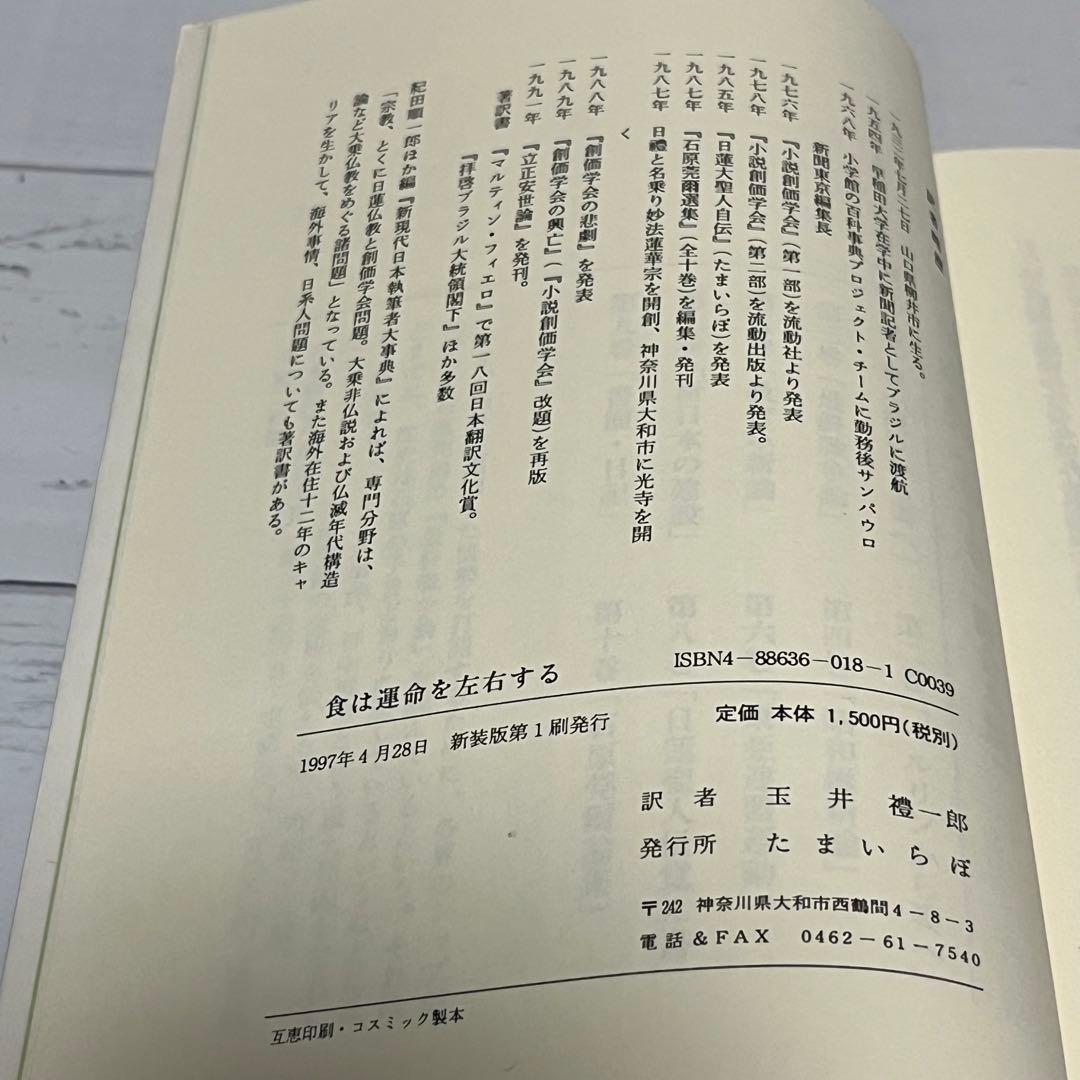 一九三三年七月二七日　山口県柳井市に生る。
一九五四年　早稲田大学在学中に新聞記者としてブラジルに渡航
一九六八年　小学館の百科事典プロジェクト・チームに勤務後サンパウロ
新聞東京編集長
一九七六年　『小説創価学会』（第一部）を流動社より発表
一九七八年　『小説創価学会』（第二部）を流動出版より発表。
一九八五年　『日蓮大聖人自伝』（たまいらぼ）を発表
一九八七年　『石原莞爾選集』（全十巻）を編集・発刊
一九八七年　日禮と名乗り妙法蓮華宗を開創、神奈川県大和市に光寺を開
く
一九八八年　『創価学会の悲劇』を発表
一九八九年　『創価学会の興亡』（『小説創価学会』改題）を再版
一九九一年　『立正安世論』を発刊。
著訳書　『マルティン・フィエロ』で第一八回日本翻訳文化賞。
『拝啓ブラジル大統領閣下』ほか多数
紀田順一郎ほか編『新現代日本執筆者大事典』によれば、専門分野は、
「宗教、とくに日蓮仏教と創価学会問題。大乗非仏説および仏滅年代構造
論など大乗仏教をめぐる諸問題」となっている。また海外在住十二年のキャ
リアを生かして、海外事情、日系人問題についても著訳書がある。
食は運命を左右する
ISBN4－88636－018－1 C0039
1997年4月28日　新装版第1刷発行
定価 本体 1,500円（税別）
訳者　玉井禮一郎
発行所　たまいらぼ
〒242 神奈川県大和市西鶴間4－8－3
電話＆FAX　0462－61－7540
互恵印刷・コスミック製本